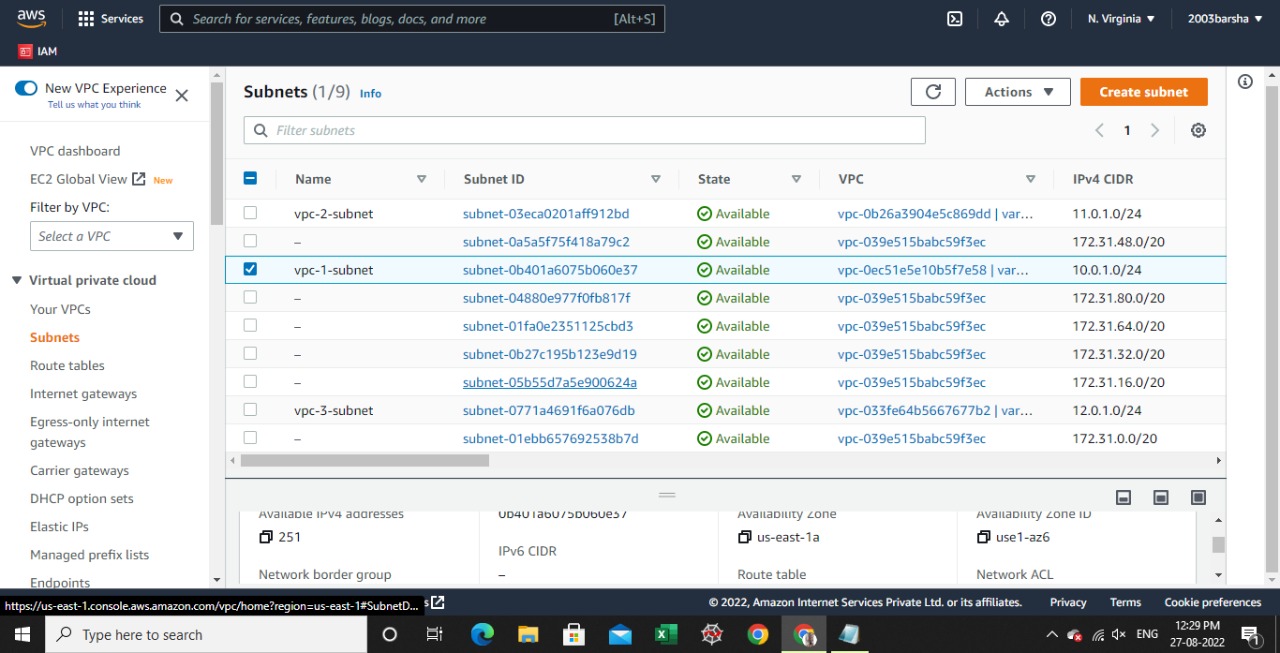 aws Services Search for services, features, blogs, docs, and more [Alt+S] N. Virginia 2003barsha
IAM
New VPC Experience
Tell us what you think
VPC dashboard
EC2 Global View New
Filter by VPC:
Select a VPC
Virtual private cloud
Your VPCs
Subnets
Route tables
Internet gateways
Egress-only internet
gateways
Carrier gateways
DHCP option sets
Elastic IPs
Managed prefix lists
Endpoints
Subnets (1/9) Info Actions Create subnet
Filter subnets 1
Name Subnet ID State VPC IPv4 CIDR
vpc-2-subnet subnet-03eca0201aff912bd Available vpc-0b26a3904e5c869dd | var... 11.0.1.0/24
– subnet-0a5a5f75f418a79c2 Available vpc-039e515babc59f3ec 172.31.48.0/20
vpc-1-subnet subnet-0b401a6075b060e37 Available vpc-0ec51e5e10b5f7e58 | var... 10.0.1.0/24
– subnet-04880e977f0fb817f Available vpc-039e515babc59f3ec 172.31.80.0/20
– subnet-01fa0e2351125cbd3 Available vpc-039e515babc59f3ec 172.31.64.0/20
– subnet-0b27c195b123e9d19 Available vpc-039e515babc59f3ec 172.31.32.0/20
– subnet-05b55d7a5e900624a Available vpc-039e515babc59f3ec 172.31.16.0/20
vpc-3-subnet subnet-0771a4691f6a076db Available vpc-033fe64b5667677b2 | var... 12.0.1.0/24
– subnet-01ebb657692538b7d Available vpc-039e515babc59f3ec 172.31.0.0/20
Available IPv4 addresses 0b401a6075b060e37 Availability Zone Availability Zone ID
251 us-east-1a use1-az6
IPv6 CIDR
Network border group – Route table Network ACL
https://us-east-1.console.aws.amazon.com/vpc/home?region=us-east-1#SubnetD... s © 2022, Amazon Internet Services Private Ltd. or its affiliates. Privacy Terms Cookie preferences
Type here to search ENG 12:29 PM
27-08-2022 1